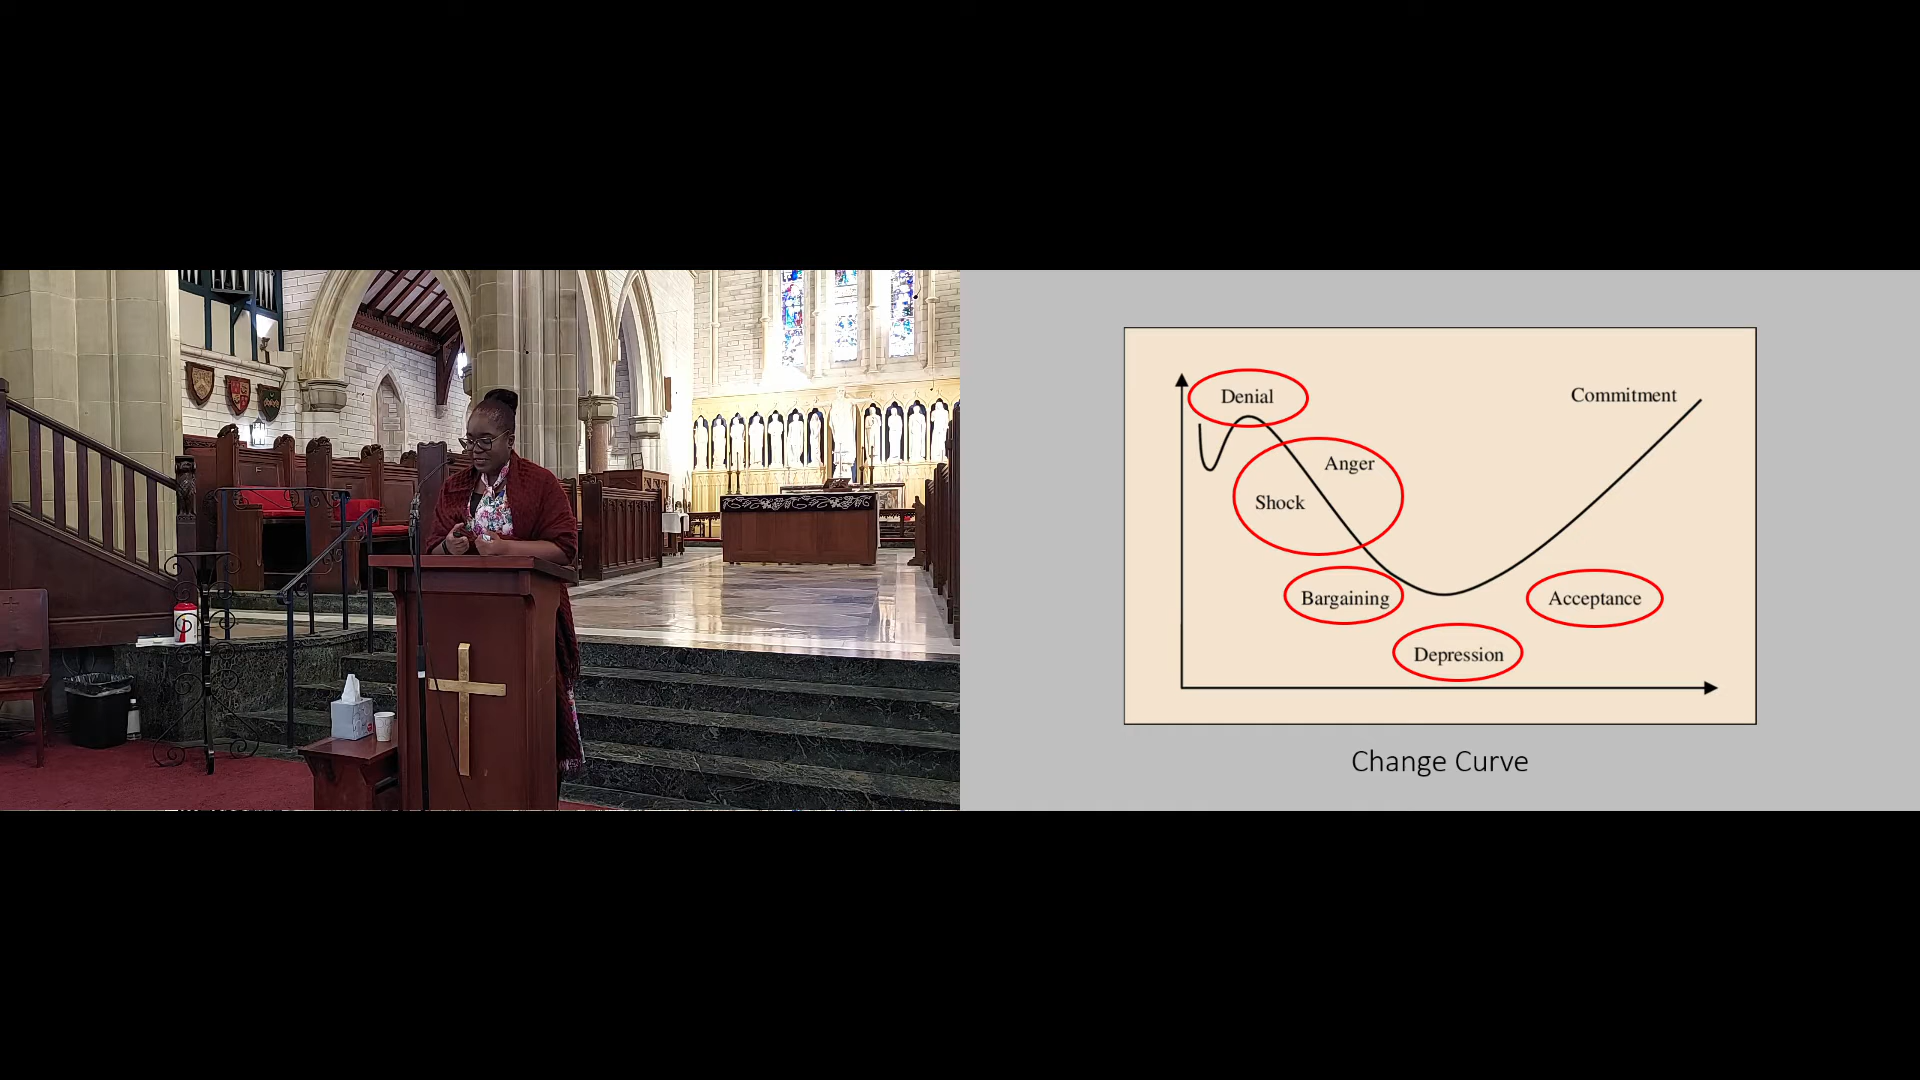 Denial
Commitment
Anger
Shock
Bargaining
Acceptance
Depression
Change Curve